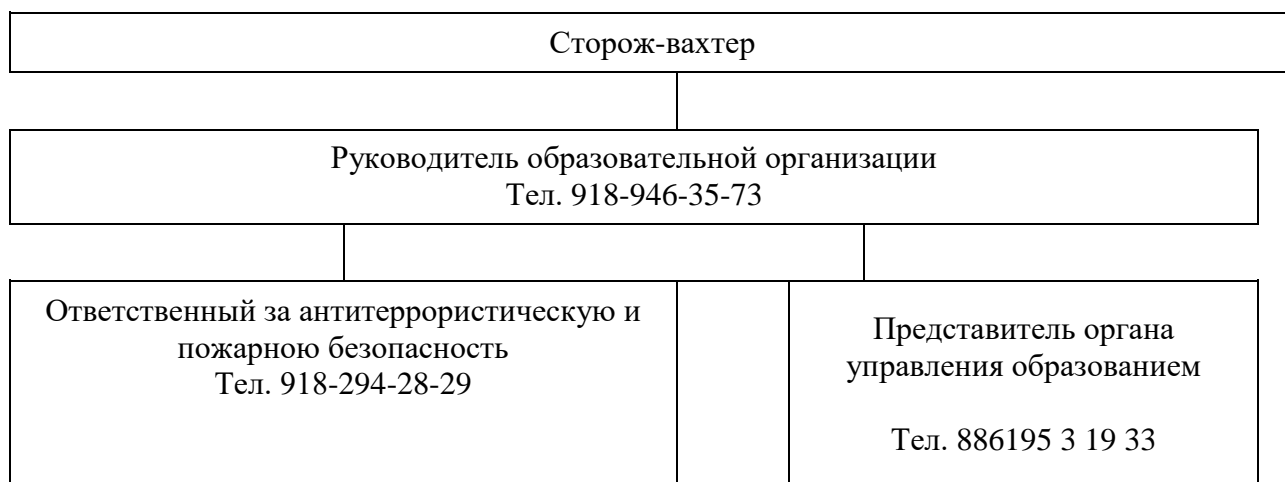 Сторож-вахтер
Руководитель образовательной организации
Тел. 918-946-35-73
Ответственный за антитеррористическую и
пожарною безопасность
Тел. 918-294-28-29
Представитель органа
управления образованием
Тел. 886195 3 19 33